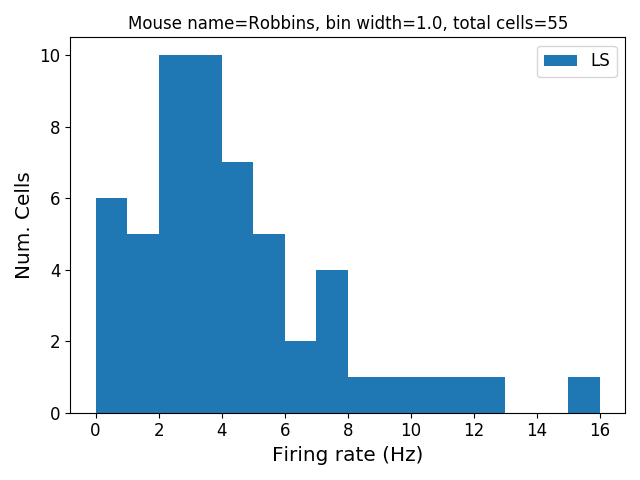 Mouse name=Robbins, bin width=1.0, total cells=55
LS
10
8
6
4
2
0
Num. Cells
0 2 4 6 8 10 12 14 16
Firing rate (Hz)